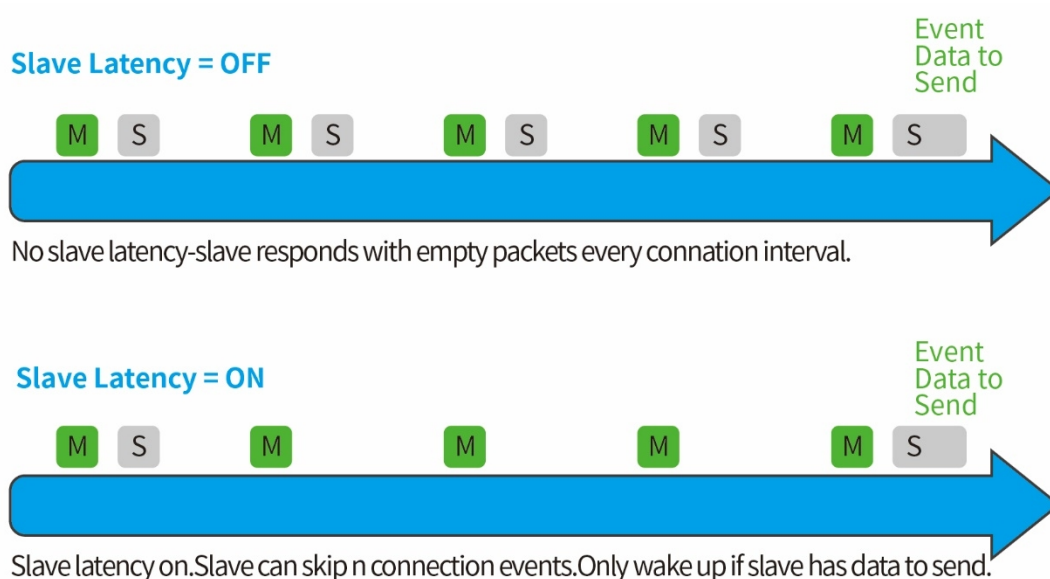 Slave Latency = OFF
Event
Data to
Send
M S M S M S M S M S
No slave latency-slave responds with empty packets every connation interval.
Slave Latency = ON
Event
Data to
Send
M S M M M M S
Slave latency on.Slave can skip n connection events.Only wake up if slave has data to send.